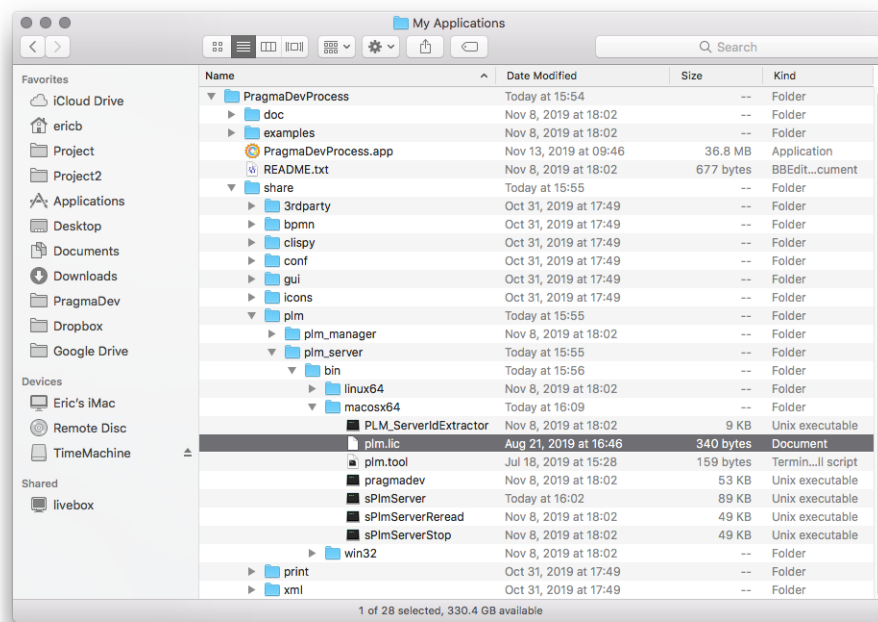 My Applications
Search
Favorites
iCloud Drive
ericb
Project
Project2
Applications
Desktop
Documents
Downloads
PragmaDev
Dropbox
Google Drive
Devices
Eric's iMac
Remote Disc
TimeMachine
Shared
livebox
Name Date Modified Size Kind
PragmaDevProcess Today at 15:54 -- Folder
doc Nov 8, 2019 at 18:02 -- Folder
examples Nov 8, 2019 at 18:02 -- Folder
PragmaDevProcess.app Nov 13, 2019 at 09:46 36.8 MB Application
README.txt Nov 8, 2019 at 18:02 677 bytes BBEdit...cument
share Today at 15:55 -- Folder
3rdparty Oct 31, 2019 at 17:49 -- Folder
bpmn Oct 31, 2019 at 17:49 -- Folder
clispy Oct 31, 2019 at 17:49 -- Folder
conf Oct 31, 2019 at 17:49 -- Folder
gui Oct 31, 2019 at 17:49 -- Folder
icons Oct 31, 2019 at 17:49 -- Folder
plm Today at 15:55 -- Folder
plm_manager Nov 8, 2019 at 18:02 -- Folder
plm_server Today at 15:55 -- Folder
bin Today at 15:56 -- Folder
linux64 Nov 8, 2019 at 18:02 -- Folder
macosx64 Today at 16:09 -- Folder
PLM_ServerIdExtractor Nov 8, 2019 at 18:02 9 KB Unix executable
plm.lic Aug 21, 2019 at 16:46 340 bytes Document
plm.tool Jul 18, 2019 at 15:28 159 bytes Termin...ll script
pragmadev Nov 8, 2019 at 18:02 53 KB Unix executable
sPlmServer Today at 16:02 89 KB Unix executable
sPlmServerReread Nov 8, 2019 at 18:02 49 KB Unix executable
sPlmServerStop Nov 8, 2019 at 18:02 49 KB Unix executable
win32 Nov 8, 2019 at 18:02 -- Folder
print Oct 31, 2019 at 17:49 -- Folder
xml Oct 31, 2019 at 17:49 -- Folder
1 of 28 selected, 330.4 GB available